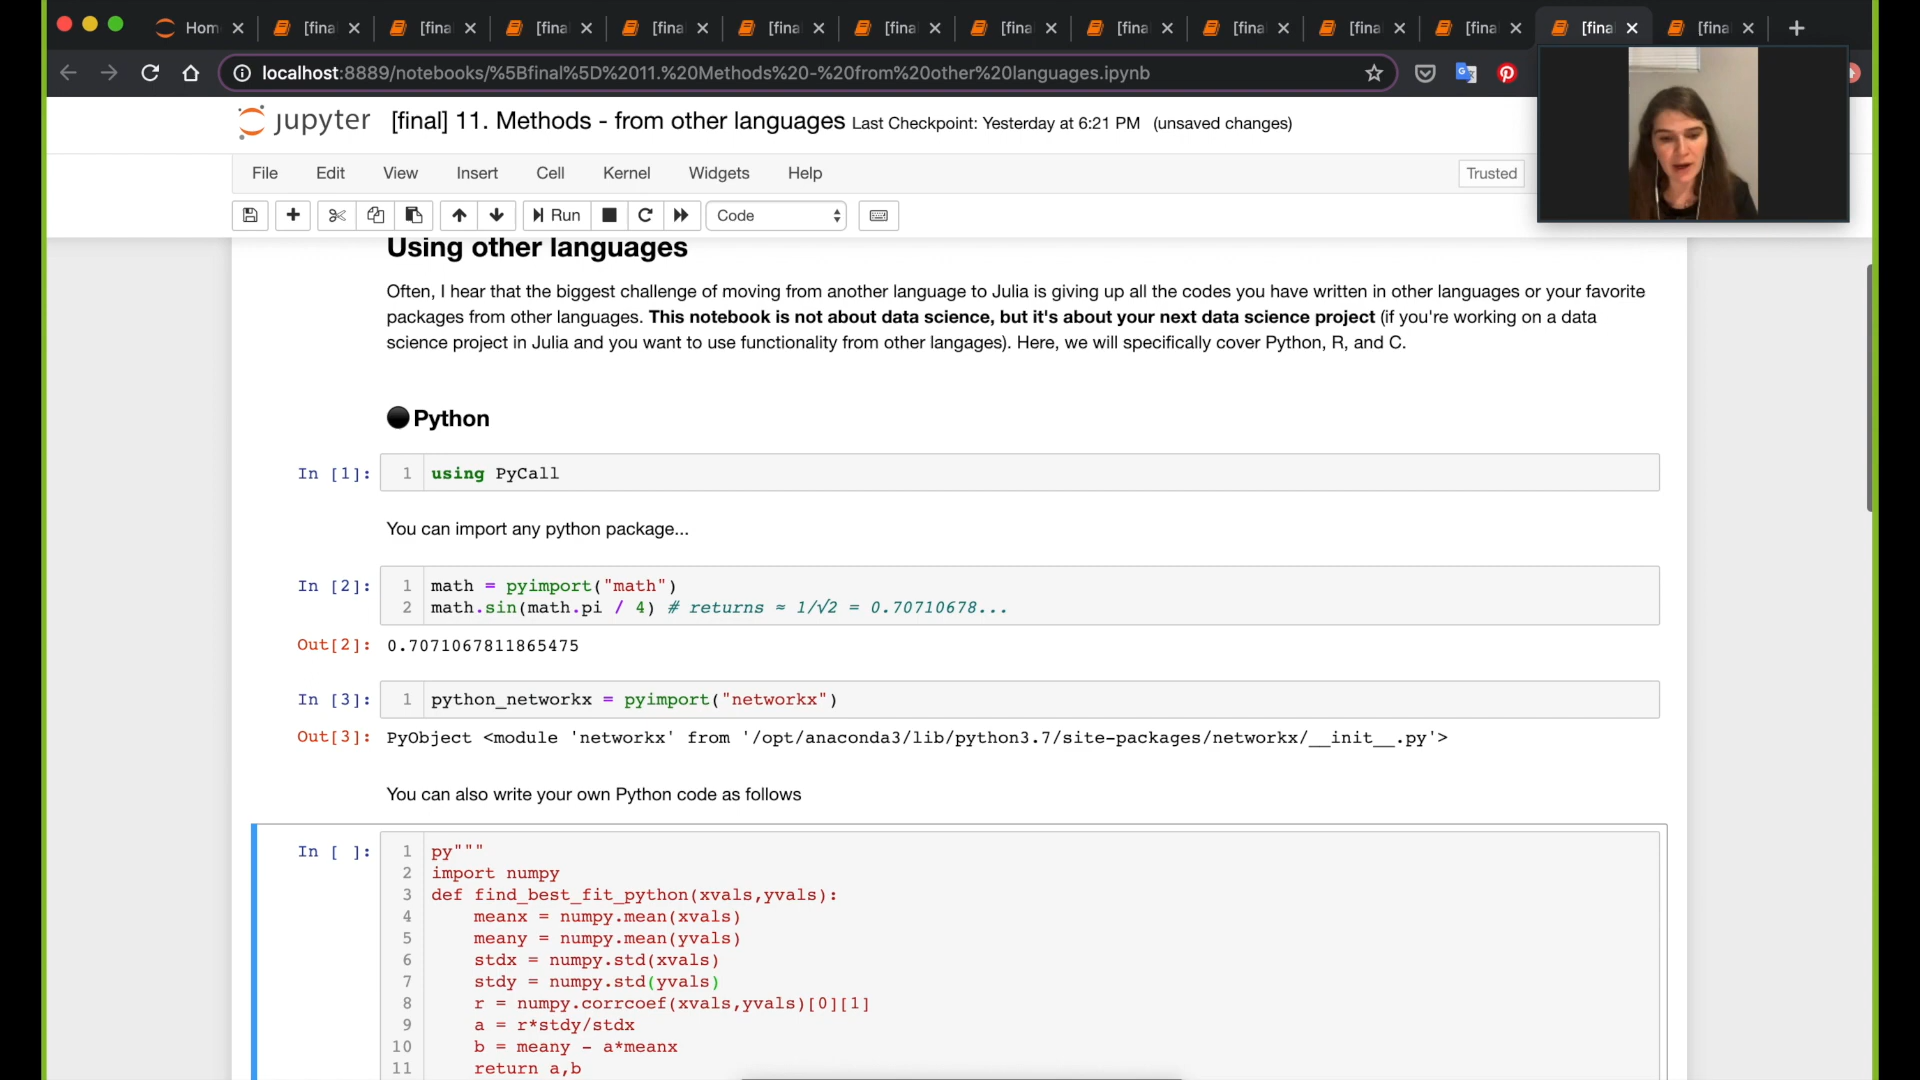 Hom
[fina
[fina
[fina
[fina
[fina
[fina
[fina
[fina
[fina
[fina
[fina
[fina
[fina
localhost:8889/notebooks/%5Bfinal%5D%2011.%20Methods%20-%20from%20other%20languages.ipynb
jupyter [final] 11. Methods - from other languages Last Checkpoint: Yesterday at 6:21 PM (unsaved changes)
File Edit View Insert Cell Kernel Widgets Help Trusted
Run Code
Using other languages
Often, I hear that the biggest challenge of moving from another language to Julia is giving up all the codes you have written in other languages or your favorite
packages from other languages. This notebook is not about data science, but it's about your next data science project (if you're working on a data
science project in Julia and you want to use functionality from other langages). Here, we will specifically cover Python, R, and C.
Python
In [1]: 1 using PyCall
You can import any python package...
In [2]: 1 math = pyimport("math")
2 math.sin(math.pi / 4) # returns ≈ 1/√2 = 0.70710678...
Out[2]: 0.7071067811865475
In [3]: 1 python_networkx = pyimport("networkx")
Out[3]: PyObject <module 'networkx' from '/opt/anaconda3/lib/python3.7/site-packages/networkx/__init__.py'>
You can also write your own Python code as follows
In [ ]: 1 py"""
2 import numpy
3 def find_best_fit_python(xvals,yvals):
4 meanx = numpy.mean(xvals)
5 meany = numpy.mean(yvals)
6 stdx = numpy.std(xvals)
7 stdy = numpy.std(yvals)
8 r = numpy.corrcoef(xvals,yvals)[0][1]
9 a = r*stdy/stdx
10 b = meany - a*meanx
11 return a,b